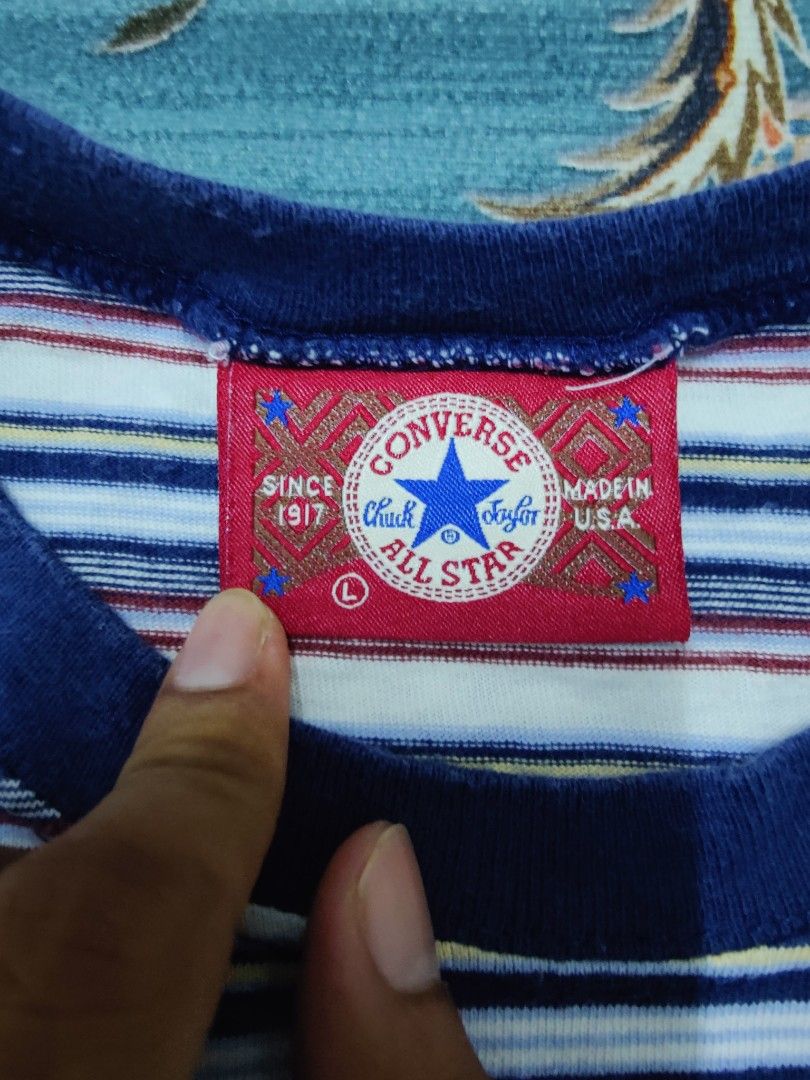 CONVERSE
SINCE
1917
Chuck Taylor
MADE IN
U.S.A.
ALL STAR
L